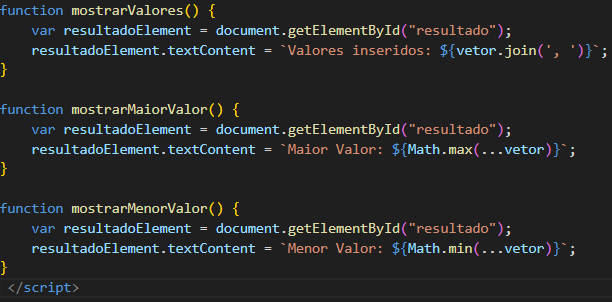 function mostrarValores() {
    var resultadoElement = document.getElementById("resultado");
    resultadoElement.textContent = `Valores inseridos: ${vetor.join(', ')}`;
}

function mostrarMaiorValor() {
    var resultadoElement = document.getElementById("resultado");
    resultadoElement.textContent = `Maior Valor: ${Math.max(...vetor)}`;
}

function mostrarMenorValor() {
    var resultadoElement = document.getElementById("resultado");
    resultadoElement.textContent = `Menor Valor: ${Math.min(...vetor)}`;
}
</script>